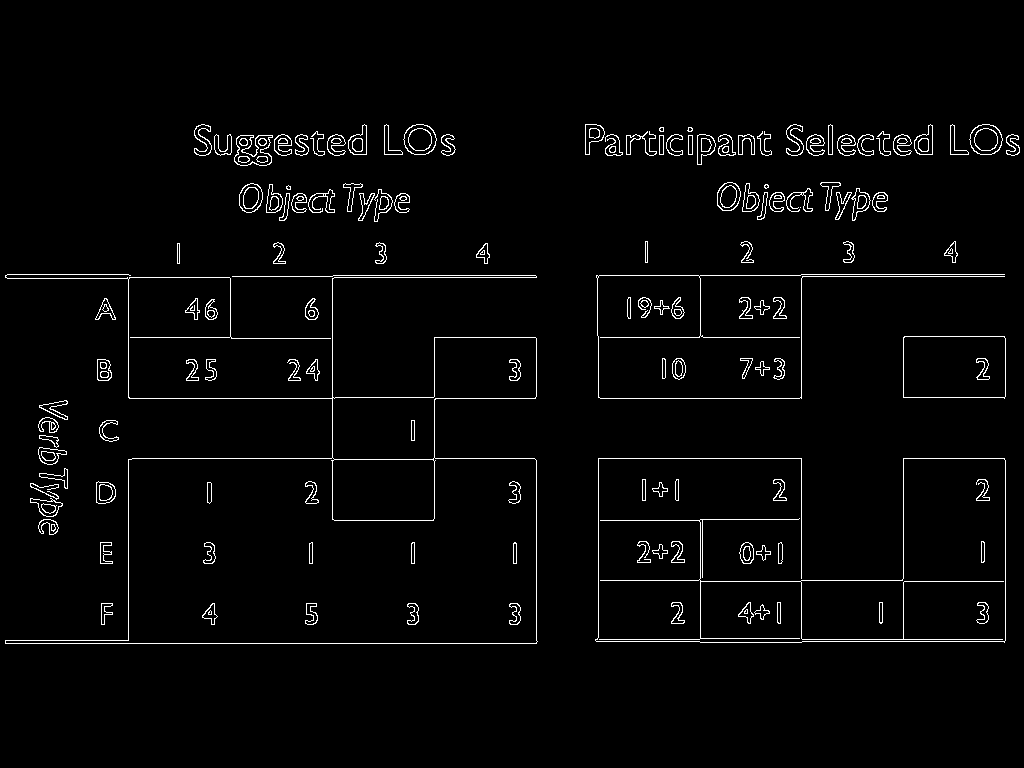 Suggested LOs Participant Selected LOs
Object Type Object Type
1 2 3 4 1 2 3 4
A 46 6 19+6 2+2
B 25 24 3 10 7+3 2
C 1
D 1 2 3 1+1 2 2
E 3 1 1 1 2+2 0+1 1
F 4 5 3 3 2 4+1 1 3
Verb Type